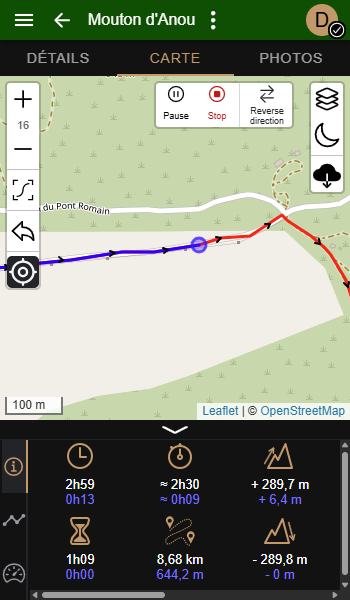 Mouton d'Anou
D
DÉTAILS CARTE PHOTOS
16
Pause
Stop
Reverse
direction
du Pont Romain
100 m
Leaflet | © OpenStreetMap
2h59 ≈ 2h30 + 289,7 m
0h13 ≈ 0h09 + 6,4 m
1h09 8,68 km - 289,8 m
0h00 644,2 m - 0 m